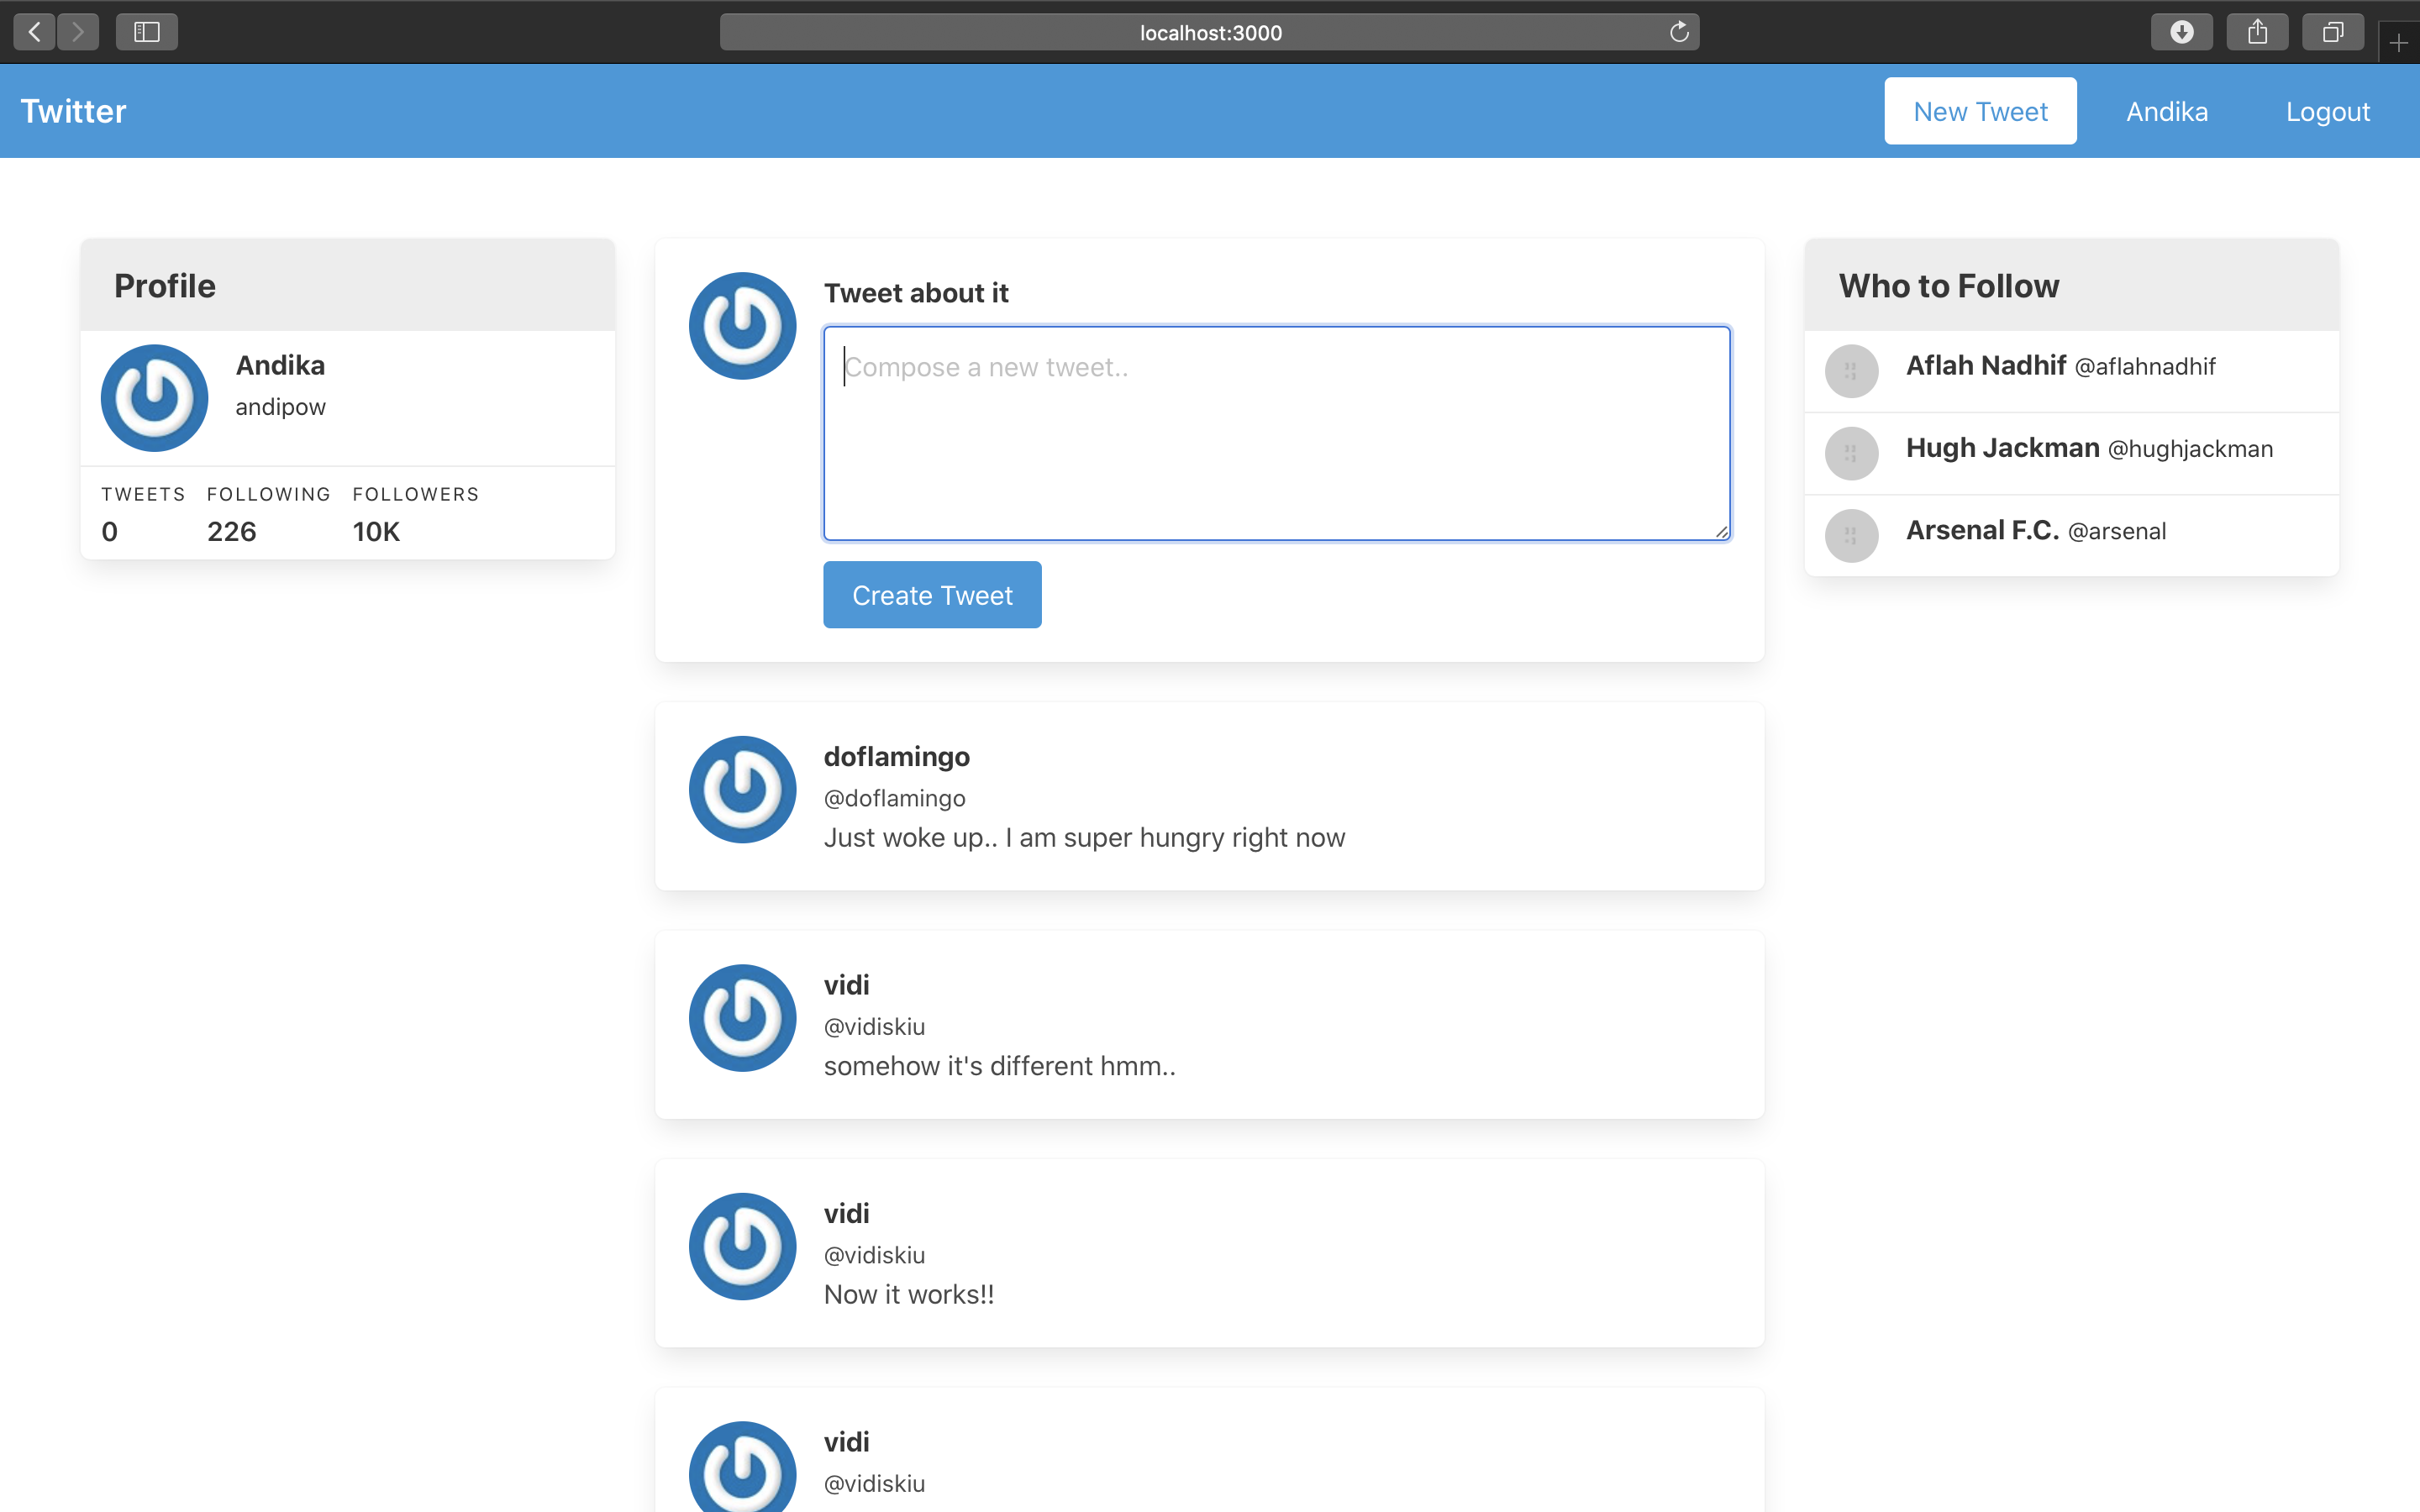 localhost:3000
Twitter
New Tweet
Andika
Logout
Profile
Andika
andipow
TWEETS FOLLOWING FOLLOWERS
0 226 10K
Tweet about it
Compose a new tweet..
Create Tweet
doflamingo
@doflamingo
Just woke up.. I am super hungry right now
vidi
@vidiskiu
somehow it's different hmm..
vidi
@vidiskiu
Now it works!!
vidi
@vidiskiu
Who to Follow
Aflah Nadhif @aflahnadhif
Hugh Jackman @hughjackman
Arsenal F.C. @arsenal